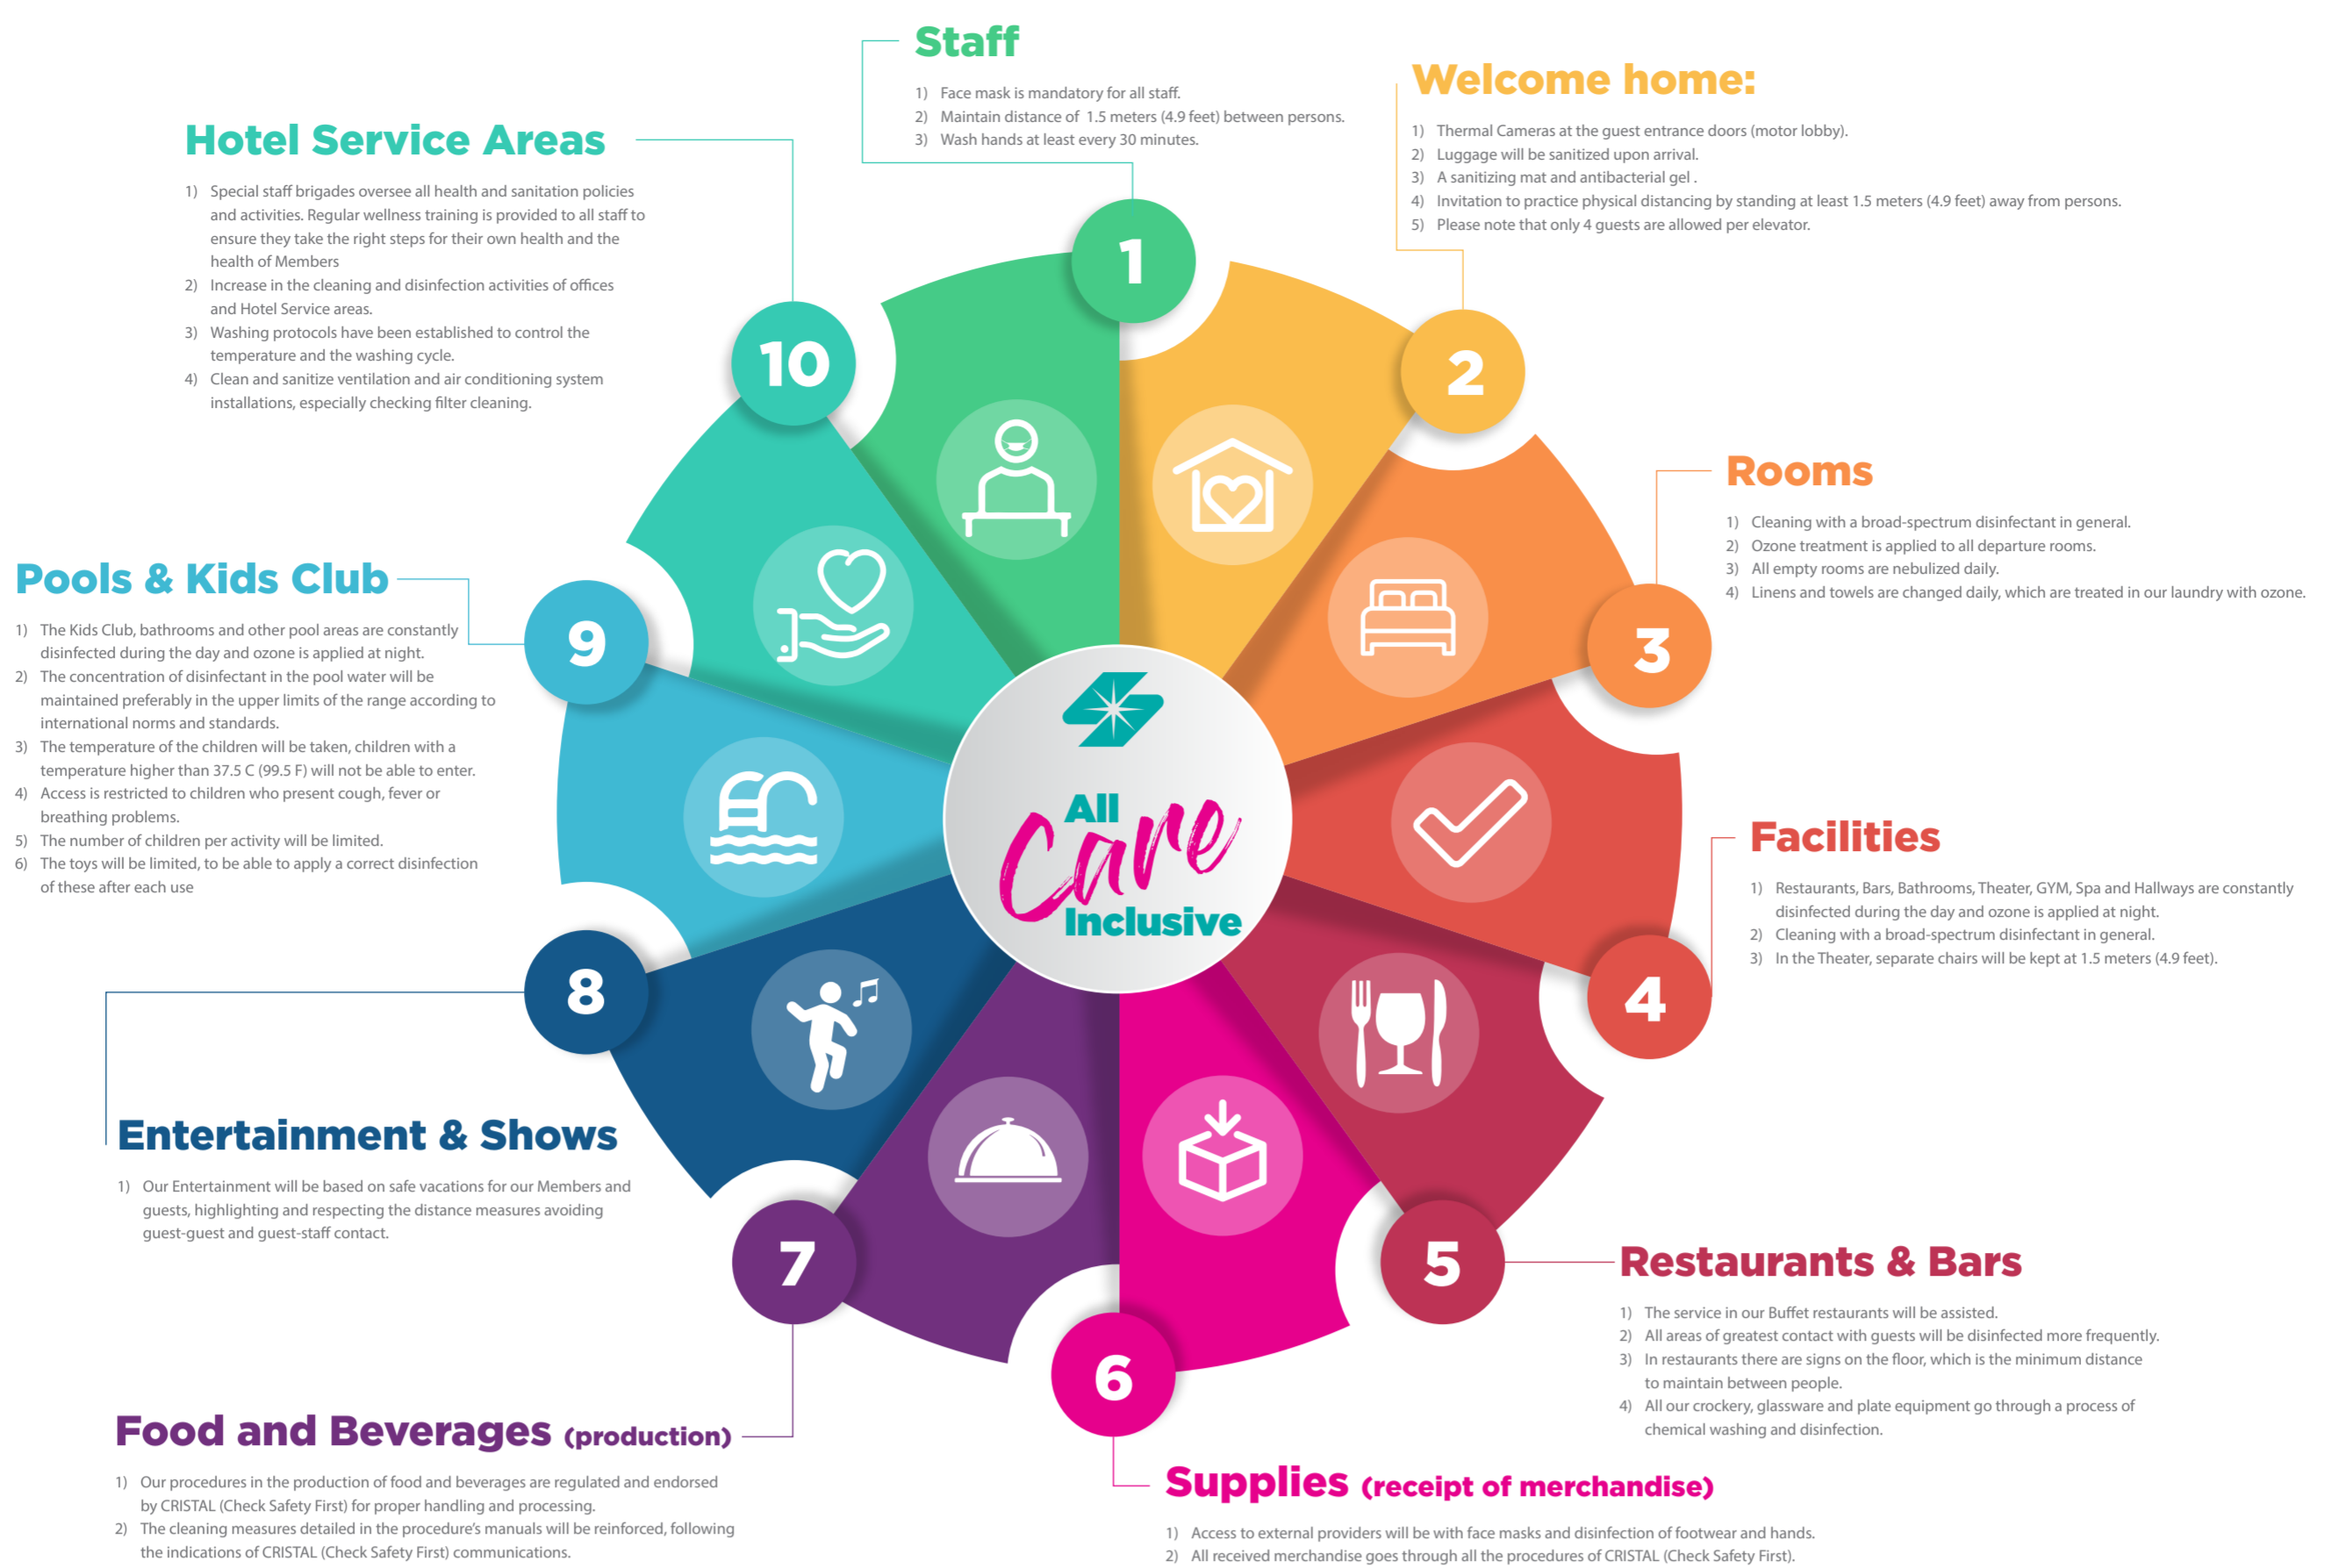 Staff
1) Face mask is mandatory for all staff.
2) Maintain distance of 1.5 meters (4.9 feet) between persons.
3) Wash hands at least every 30 minutes.
Welcome home:
1) Thermal Cameras at the guest entrance doors (motor lobby).
2) Luggage will be sanitized upon arrival.
3) A sanitizing mat and antibacterial gel .
4) Invitation to practice physical distancing by standing at least 1.5 meters (4.9 feet) away from persons.
5) Please note that only 4 guests are allowed per elevator.
Rooms
1) Cleaning with a broad-spectrum disinfectant in general.
2) Ozone treatment is applied to all departure rooms.
3) All empty rooms are nebulized daily.
4) Linens and towels are changed daily, which are treated in our laundry with ozone.
Facilities
1) Restaurants, Bars, Bathrooms, Theater, GYM, Spa and Hallways are constantly
disinfected during the day and ozone is applied at night.
2) Cleaning with a broad-spectrum disinfectant in general.
3) In the Theater, separate chairs will be kept at 1.5 meters (4.9 feet).
Restaurants & Bars
1) The service in our Buffet restaurants will be assisted.
2) All areas of greatest contact with guests will be disinfected more frequently.
3) In restaurants there are signs on the floor, which is the minimum distance
to maintain between people.
4) All our crockery, glassware and plate equipment go through a process of
chemical washing and disinfection.
Supplies (receipt of merchandise)
1) Access to external providers will be with face masks and disinfection of footwear and hands.
2) All received merchandise goes through all the procedures of CRISTAL (Check Safety First).
Food and Beverages (production)
1) Our procedures in the production of food and beverages are regulated and endorsed
by CRISTAL (Check Safety First) for proper handling and processing.
2) The cleaning measures detailed in the procedure's manuals will be reinforced, following
the indications of CRISTAL (Check Safety First) communications.
Entertainment & Shows
1) Our Entertainment will be based on safe vacations for our Members and
guests, highlighting and respecting the distance measures avoiding
guest-guest and guest-staff contact.
Pools & Kids Club
1) The Kids Club, bathrooms and other pool areas are constantly
disinfected during the day and ozone is applied at night.
2) The concentration of disinfectant in the pool water will be
maintained preferably in the upper limits of the range according to
international norms and standards.
3) The temperature of the children will be taken, children with a
temperature higher than 37.5 C (99.5 F) will not be able to enter.
4) Access is restricted to children who present cough, fever or
breathing problems.
5) The number of children per activity will be limited.
6) The toys will be limited, to be able to apply a correct disinfection
of these after each use
Hotel Service Areas
1) Special staff brigades oversee all health and sanitation policies
and activities. Regular wellness training is provided to all staff to
ensure they take the right steps for their own health and the
health of Members
2) Increase in the cleaning and disinfection activities of offices
and Hotel Service areas.
3) Washing protocols have been established to control the
temperature and the washing cycle.
4) Clean and sanitize ventilation and air conditioning system
installations, especially checking filter cleaning.
1
2
3
4
5
6
7
8
9
10
All
Care
Inclusive